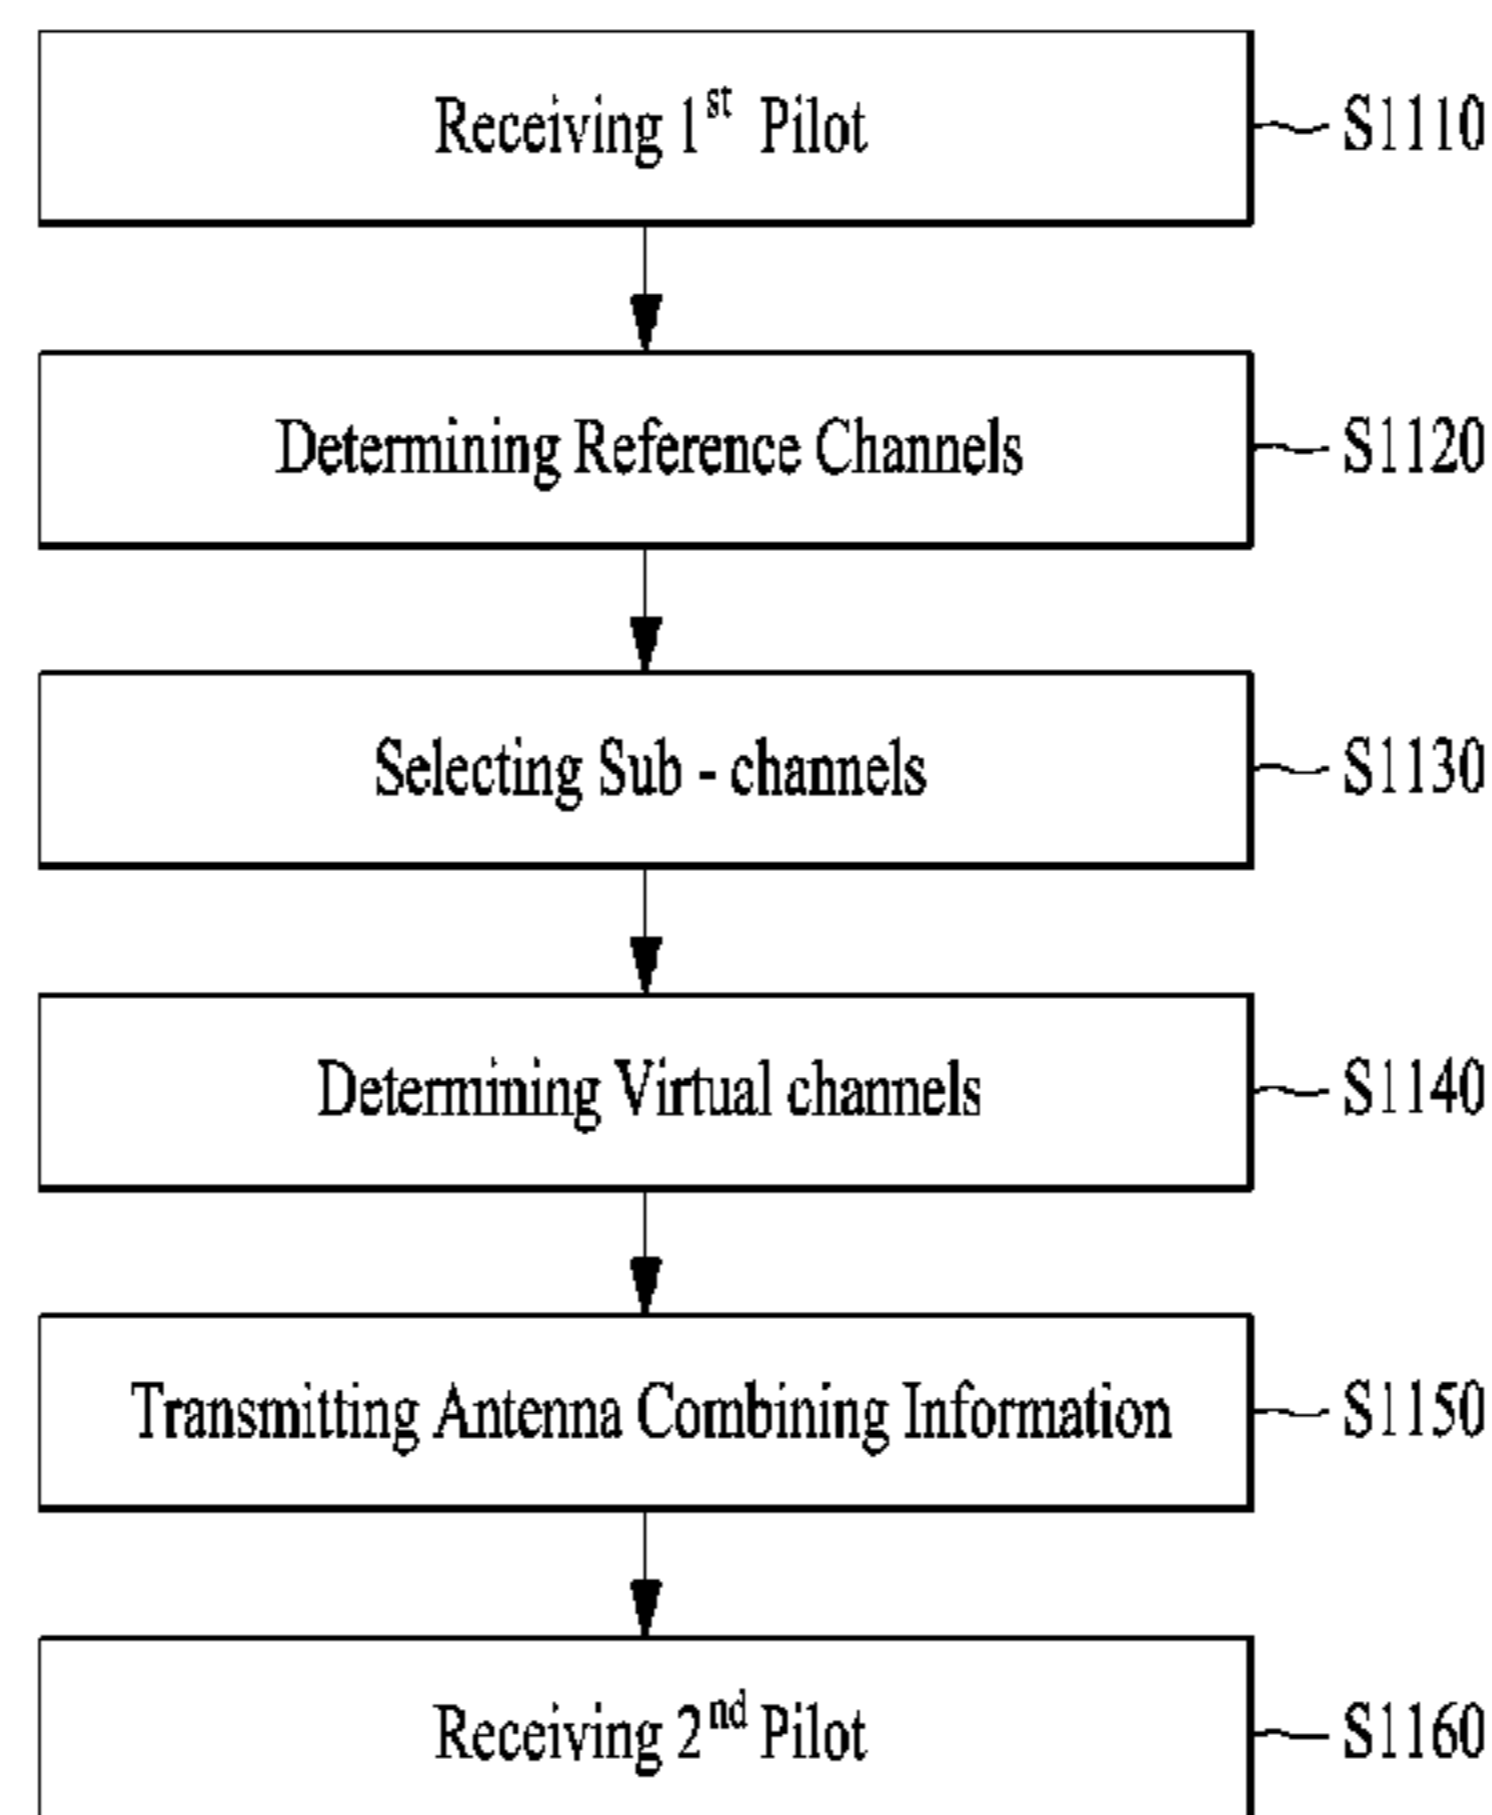 Receiving 1st Pilot S1110
Determining Reference Channels S1120
Selecting Sub - channels S1130
Determining Virtual channels S1140
Transmitting Antenna Combining Information S1150
Receiving 2nd Pilot S1160